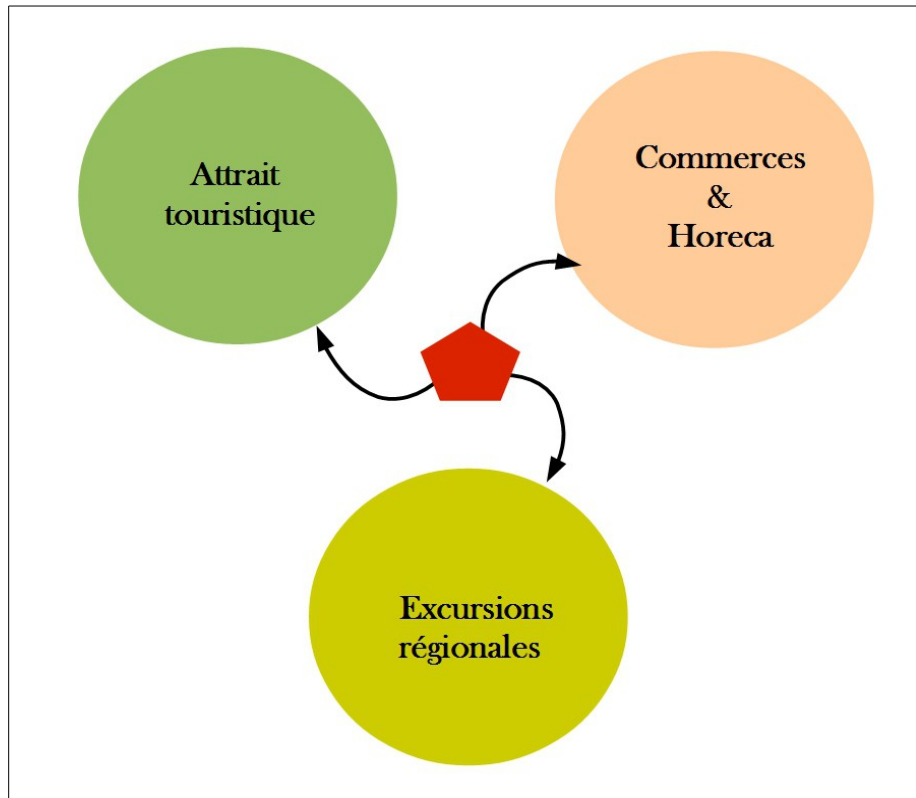 Attrait
touristique
Commerces
&
Horeca
Excursions
régionales